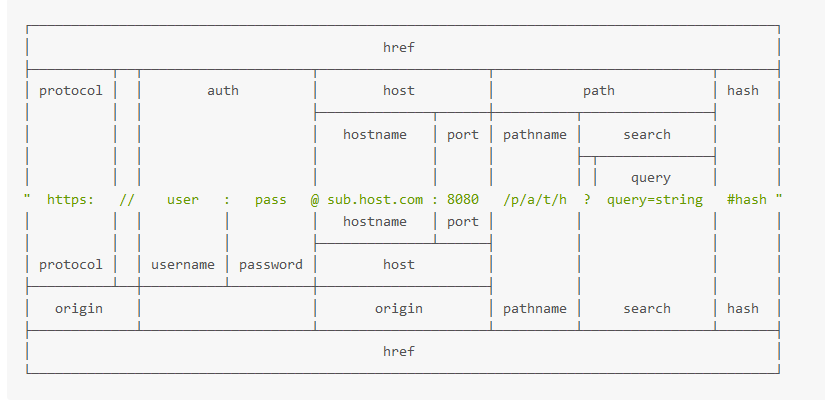 href
protocol auth host path hash
hostname port pathname search
query
" https: // user : pass @ sub.host.com : 8080 /p/a/t/h ? query=string #hash "
hostname port
protocol username password host
origin origin pathname search hash
href